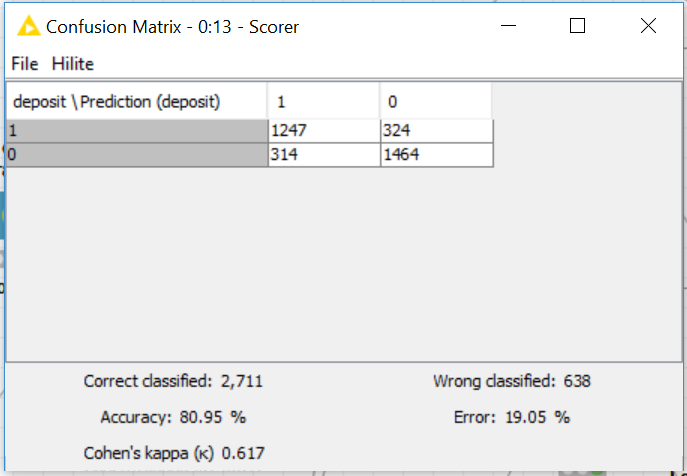 Confusion Matrix - 0:13 - Scorer
File Hilite
deposit \ Prediction (deposit) 1 0
1 1247 324
0 314 1464
Correct classified: 2,711 Wrong classified: 638
Accuracy: 80.95 % Error: 19.05 %
Cohen's kappa (κ) 0.617